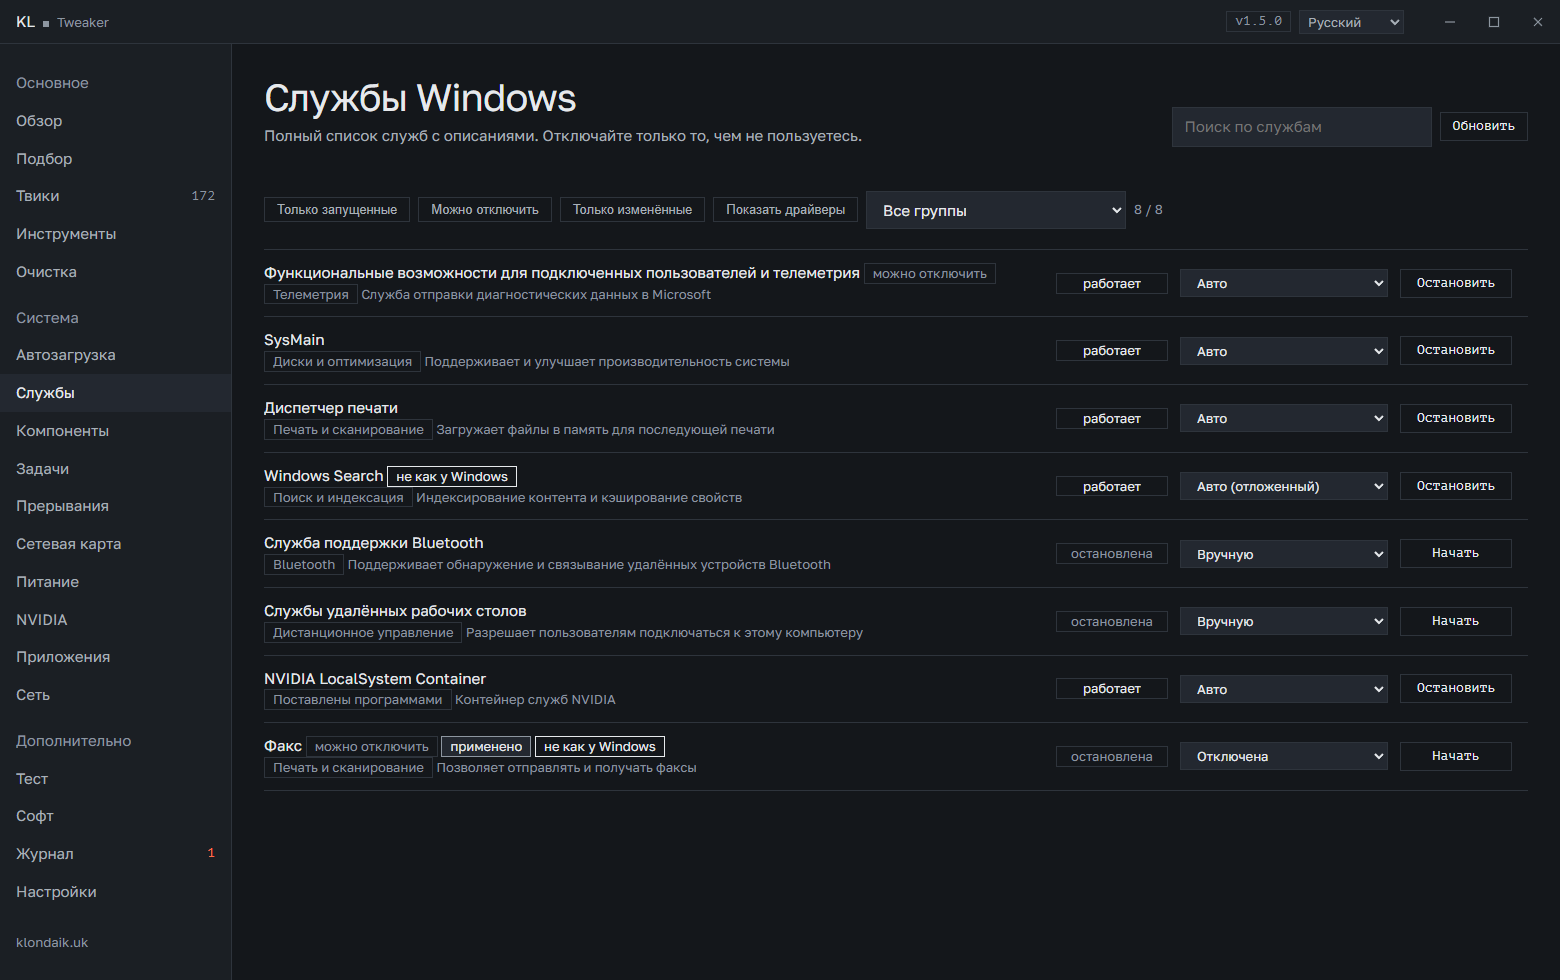 KL Tweaker
v1.5.0
Русский
Основное
Обзор
Подбор
Твики 172
Инструменты
Очистка
Система
Автозагрузка
Службы
Компоненты
Задачи
Прерывания
Сетевая карта
Питание
NVIDIA
Приложения
Сеть
Дополнительно
Тест
Софт
Журнал 1
Настройки
klondaik.uk
Службы Windows
Полный список служб с описаниями. Отключайте только то, чем не пользуетесь.
Поиск по службам
Обновить
Только запущенные Можно отключить Только изменённые Показать драйверы Все группы 8 / 8
Функциональные возможности для подключенных пользователей и телеметрия можно отключить
Телеметрия Служба отправки диагностических данных в Microsoft
работает Авто Остановить
SysMain
Диски и оптимизация Поддерживает и улучшает производительность системы
работает Авто Остановить
Диспетчер печати
Печать и сканирование Загружает файлы в память для последующей печати
работает Авто Остановить
Windows Search не как у Windows
Поиск и индексация Индексирование контента и кэширование свойств
работает Авто (отложенный) Остановить
Служба поддержки Bluetooth
Bluetooth Поддерживает обнаружение и связывание удалённых устройств Bluetooth
остановлена Вручную Начать
Службы удалённых рабочих столов
Дистанционное управление Разрешает пользователям подключаться к этому компьютеру
остановлена Вручную Начать
NVIDIA LocalSystem Container
Поставлены программами Контейнер служб NVIDIA
работает Авто Остановить
Факс можно отключить применено не как у Windows
Печать и сканирование Позволяет отправлять и получать факсы
остановлена Отключена Начать